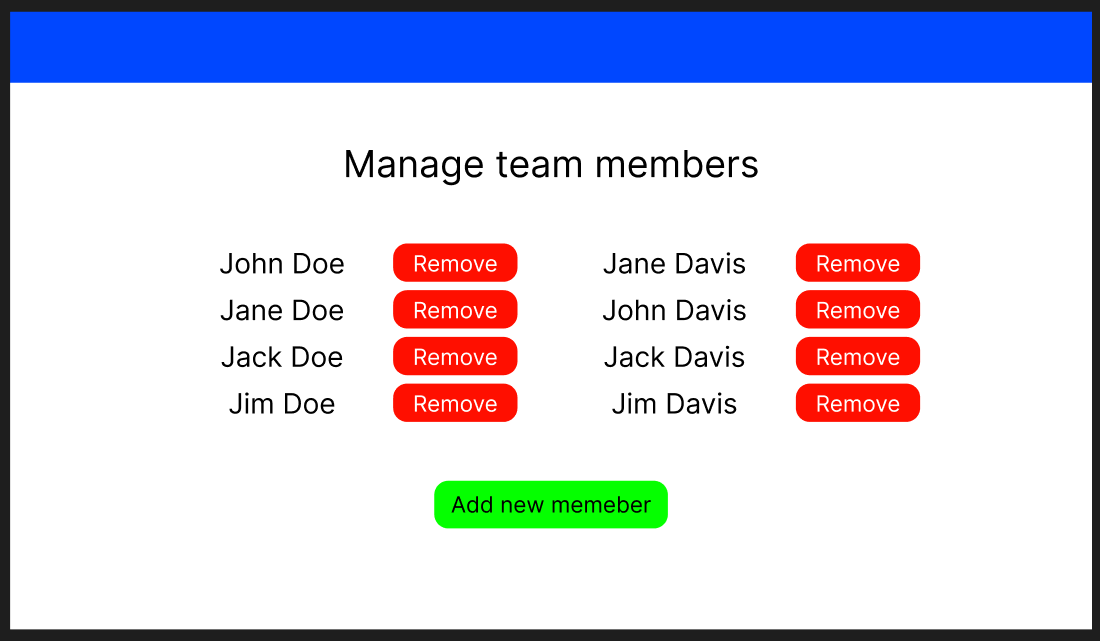 Manage team members
John Doe Remove Jane Davis Remove
Jane Doe Remove John Davis Remove
Jack Doe Remove Jack Davis Remove
Jim Doe Remove Jim Davis Remove
Add new memeber